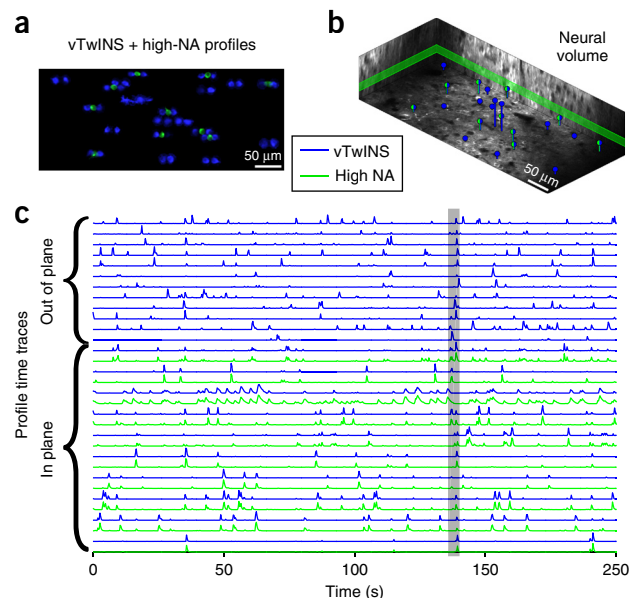 a
vTwINS + high-NA profiles
50 μm
b
Neural
volume
50 μm
vTwINS
High NA
c
Out of plane
In plane
Profile time traces
0
50
100
150
250
Time (s)